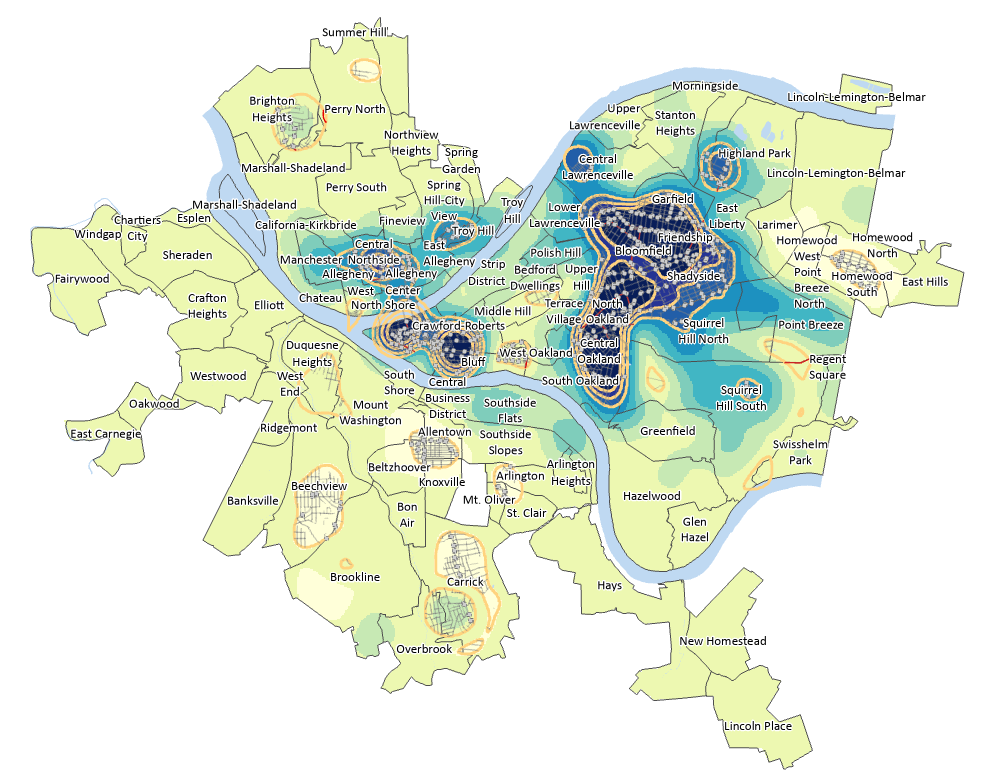 Summer Hill
Brighton
Heights
Perry North
Northview
Heights
Spring
Garden
Marshall-Shadeland
Perry South
Spring
Hill-City
View
Troy
Hill
Marshall-Shadeland
California-Kirkbride
Fineview
Troy Hill
East
Allegheny
Central
Northside
Manchester
Allegheny
West
Allegheny
Center
Chateau
North Shore
Chartiers
City
Esplen
Windgap
Sheraden
Fairywood
Crafton
Heights
Elliott
Westwood
Oakwood
East Carnegie
Duquesne
Heights
West
End
Ridgemont
Mount
Washington
South
Shore
Central
Business
District
Crawford-Roberts
Bluff
Middle Hill
Strip
District
Polish Hill
Bedford
Dwellings
Upper
Hill
Terrace
Village
West Oakland
North
Oakland
Central
Oakland
South Oakland
Morningside
Upper
Lawrenceville
Stanton
Heights
Central
Lawrenceville
Lower
Lawrenceville
Lincoln-Lemington-Belmar
Highland Park
Lincoln-Lemington-Belmar
Garfield
East
Liberty
Friendship
Bloomfield
Shadyside
Larimer
Homewood
West
Homewood
North
Homewood
South
East Hills
Point
Breeze
North
Point Breeze
Squirrel
Hill North
Regent
Square
Squirrel
Hill South
Swisshelm
Park
Greenfield
Hazelwood
Glen
Hazel
Southside
Flats
Southside
Slopes
Allentown
Beltzhoover
Knoxville
Arlington
Arlington
Heights
Mt. Oliver
St. Clair
Bon
Air
Beechview
Banksville
Brookline
Carrick
Overbrook
Hays
New Homestead
Lincoln Place